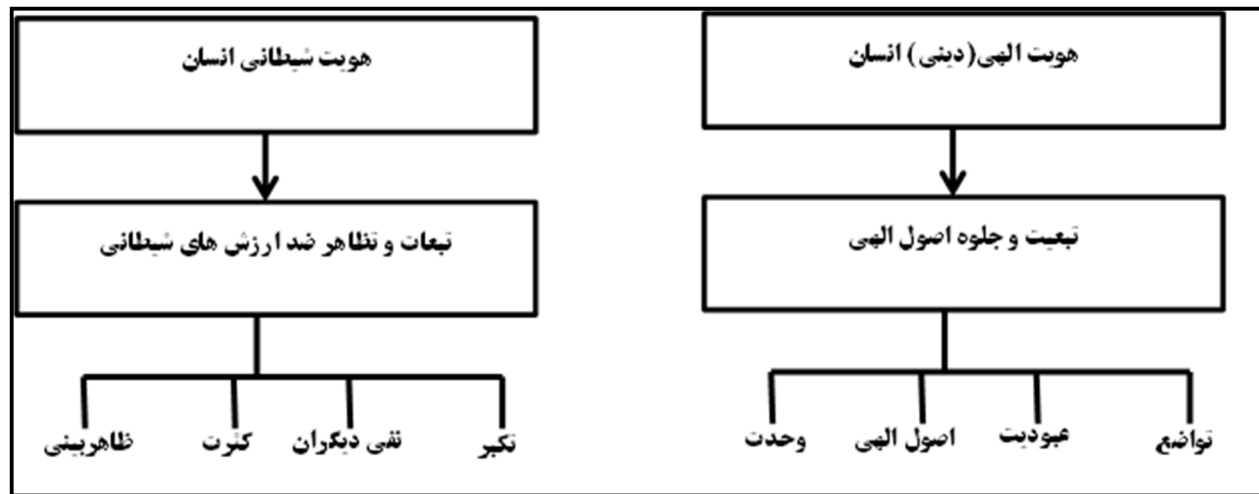 هویت الهی(دینی) انسان
هویت شیطانی انسان
تبعیت و جلوه اصول الهی
تبعات و تظاهر ضد ارزش های شیطانی
تواضع
عبودیت
اصول الهی
وحدت
تکبر
نفی دیگران
کثرت
ظاهربینی